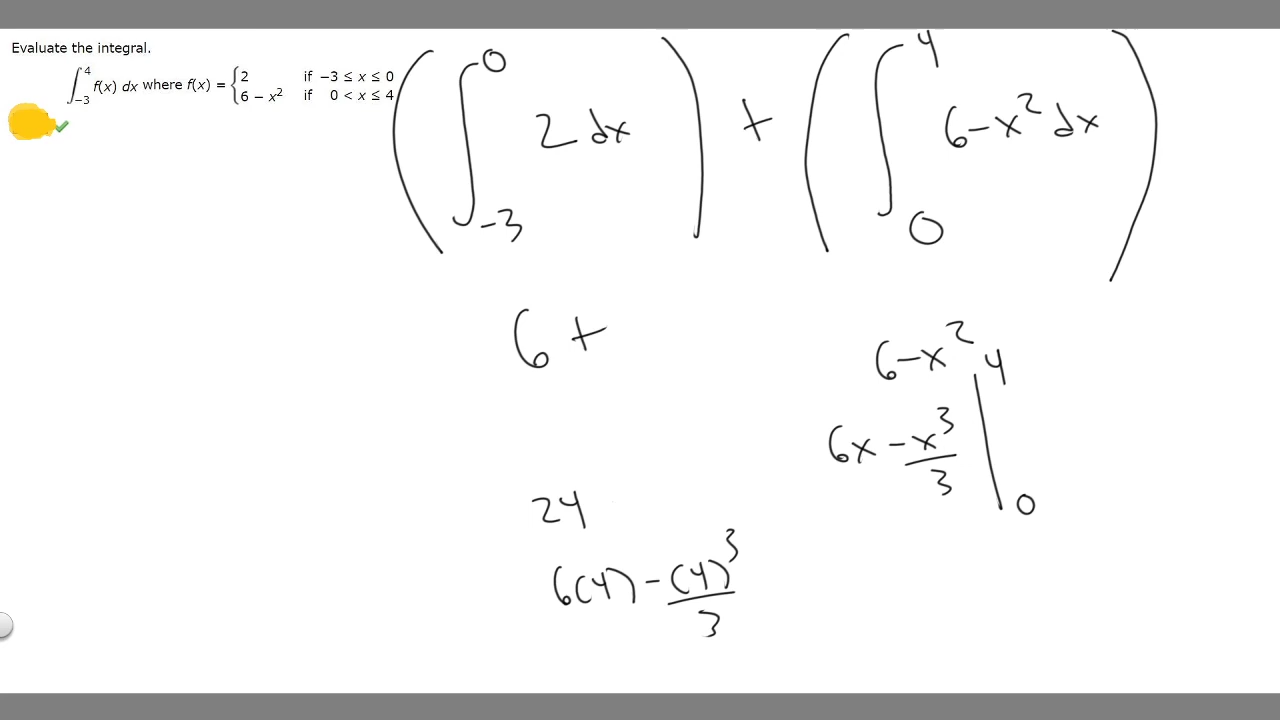 Evaluate the integral.
∫₋₃⁴ f(x) dx where f(x) = { 2 if −3 ≤ x ≤ 0
6 − x² if 0 < x ≤ 4
( ∫₋₃⁰ 2 dx ) + ( ∫₀⁴ 6-x² dx )
6 +
6-x²
6x - x³/3 |₀⁴
24
6(4) - (4)³/3